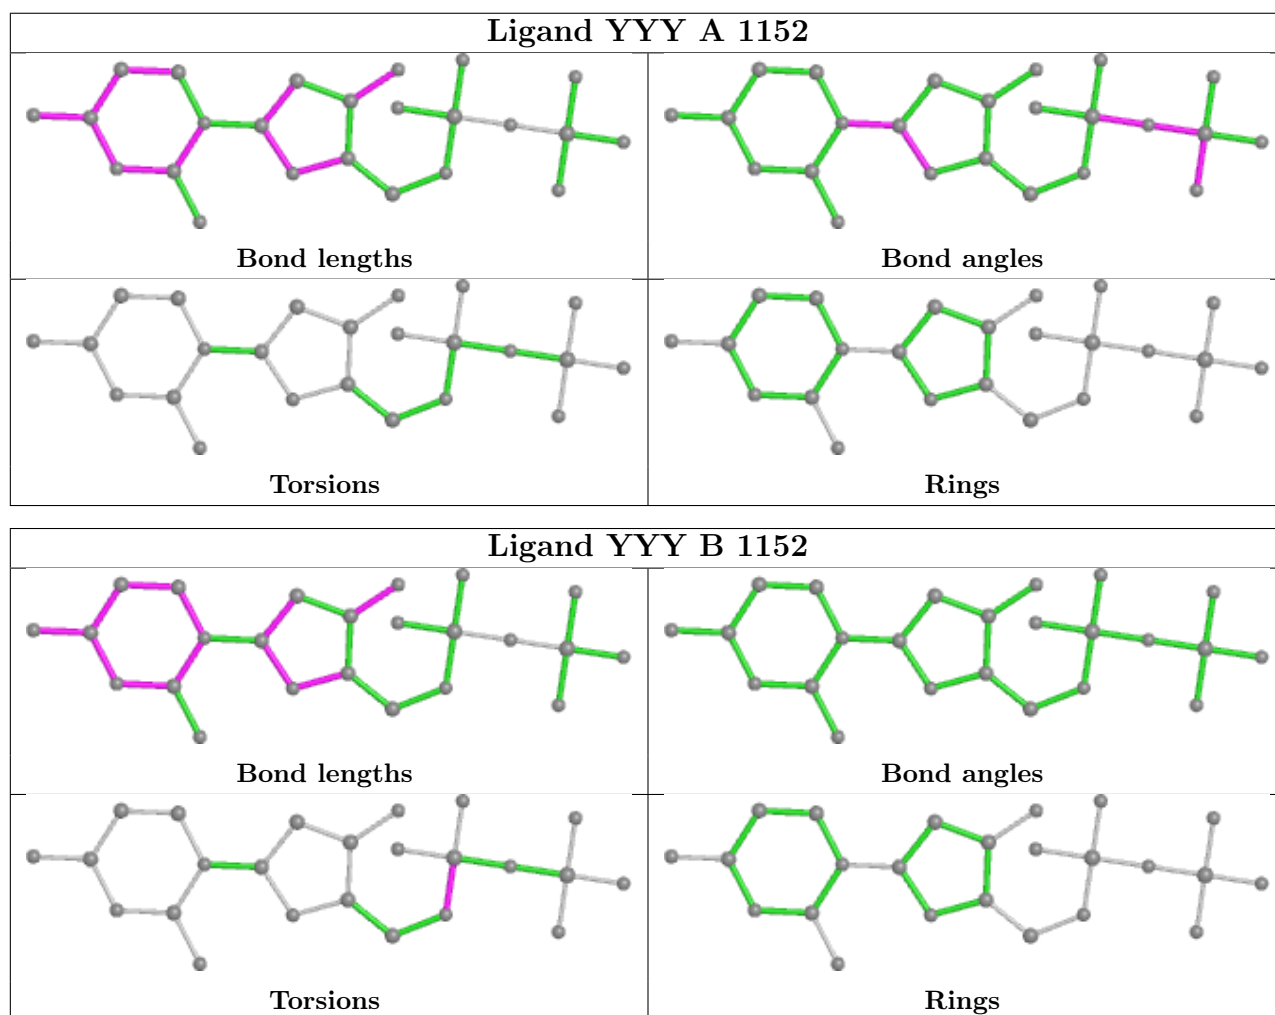 Ligand YYY A 1152
Bond lengths
Bond angles
Torsions
Rings
Ligand YYY B 1152
Bond lengths
Bond angles
Torsions
Rings